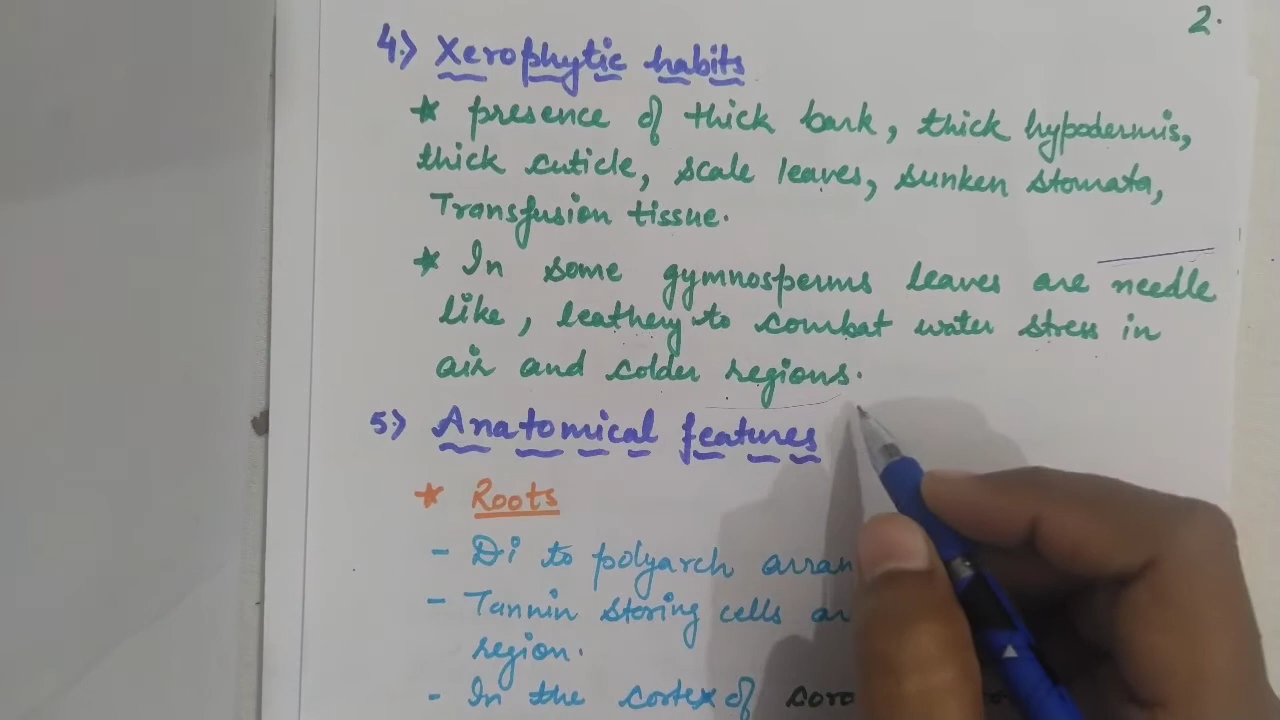 2.
4.) Xerophytic habits
★ presence of thick bark, thick hypodermis,
thick cuticle, scale leaves, sunken stomata,
Transfusion tissue.
★ In some gymnosperms leaves are needle
like, leathery to combat water stress in
air and colder regions.
5.) Anatomical features
★ Roots
- Di to polyarch arran
- Tannin storing cells ar
region.
- In the cortex of coro